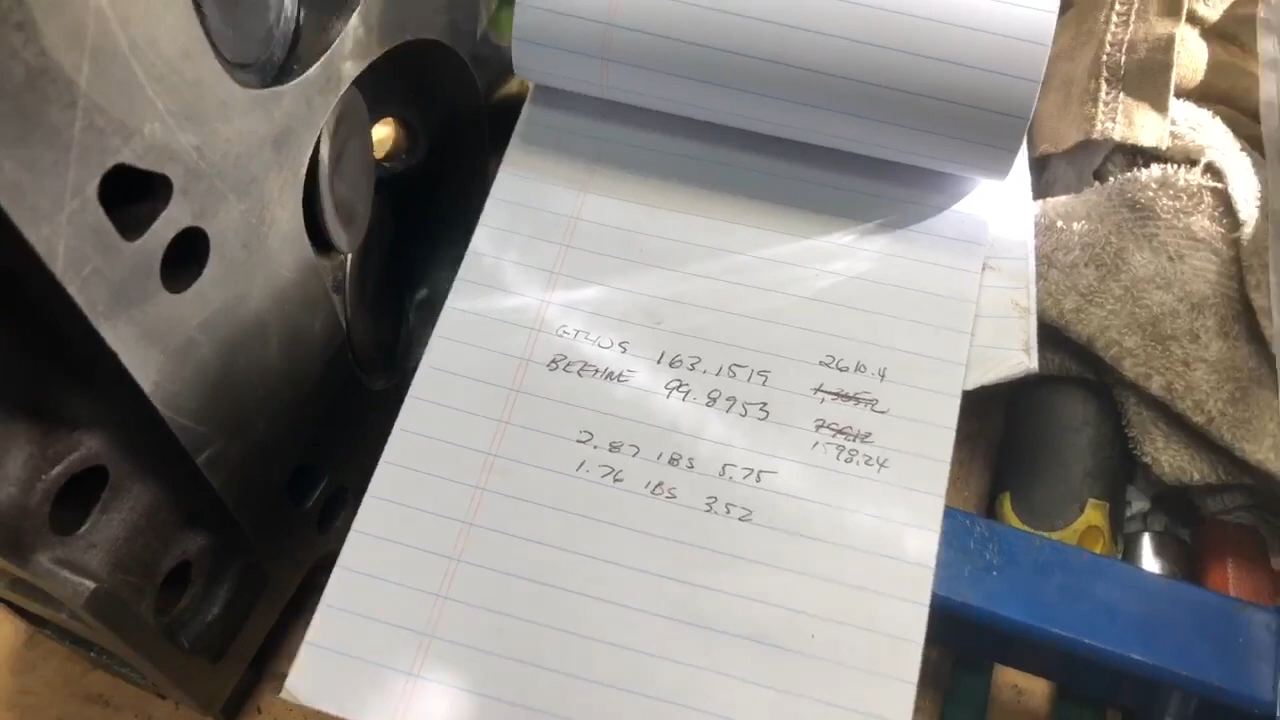 GT40S 163.1519 2610.4
BEEHIVE 99.8953
1598.24
2.87 lBS 5.75
1.76 lBS 3.52